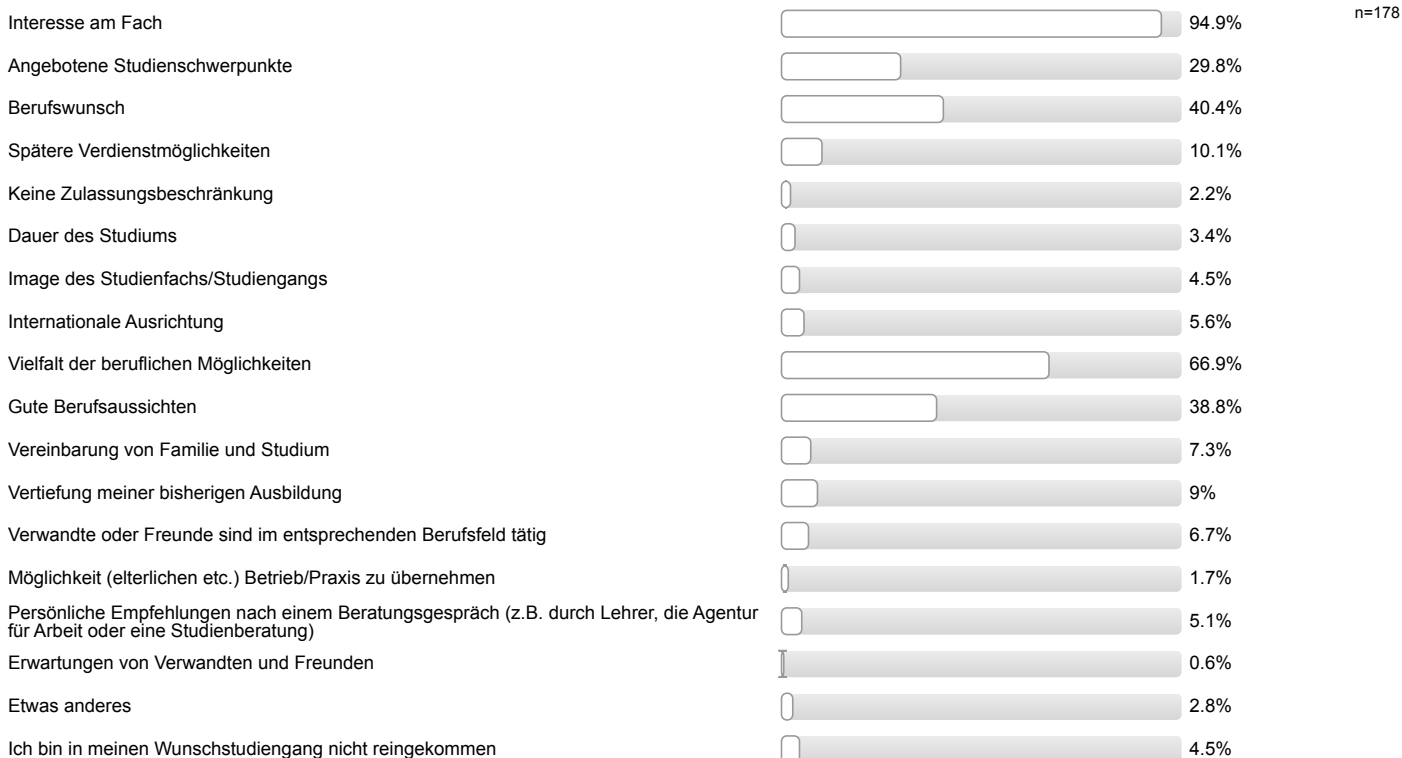 Interesse am Fach 94.9% n=178
Angebotene Studienschwerpunkte 29.8%
Berufswunsch 40.4%
Spätere Verdienstmöglichkeiten 10.1%
Keine Zulassungsbeschränkung 2.2%
Dauer des Studiums 3.4%
Image des Studienfachs/Studiengangs 4.5%
Internationale Ausrichtung 5.6%
Vielfalt der beruflichen Möglichkeiten 66.9%
Gute Berufsaussichten 38.8%
Vereinbarung von Familie und Studium 7.3%
Vertiefung meiner bisherigen Ausbildung 9%
Verwandte oder Freunde sind im entsprechenden Berufsfeld tätig 6.7%
Möglichkeit (elterlichen etc.) Betrieb/Praxis zu übernehmen 1.7%
Persönliche Empfehlungen nach einem Beratungsgespräch (z.B. durch Lehrer, die Agentur
für Arbeit oder eine Studienberatung) 5.1%
Erwartungen von Verwandten und Freunden 0.6%
Etwas anderes 2.8%
Ich bin in meinen Wunschstudiengang nicht reingekommen 4.5%